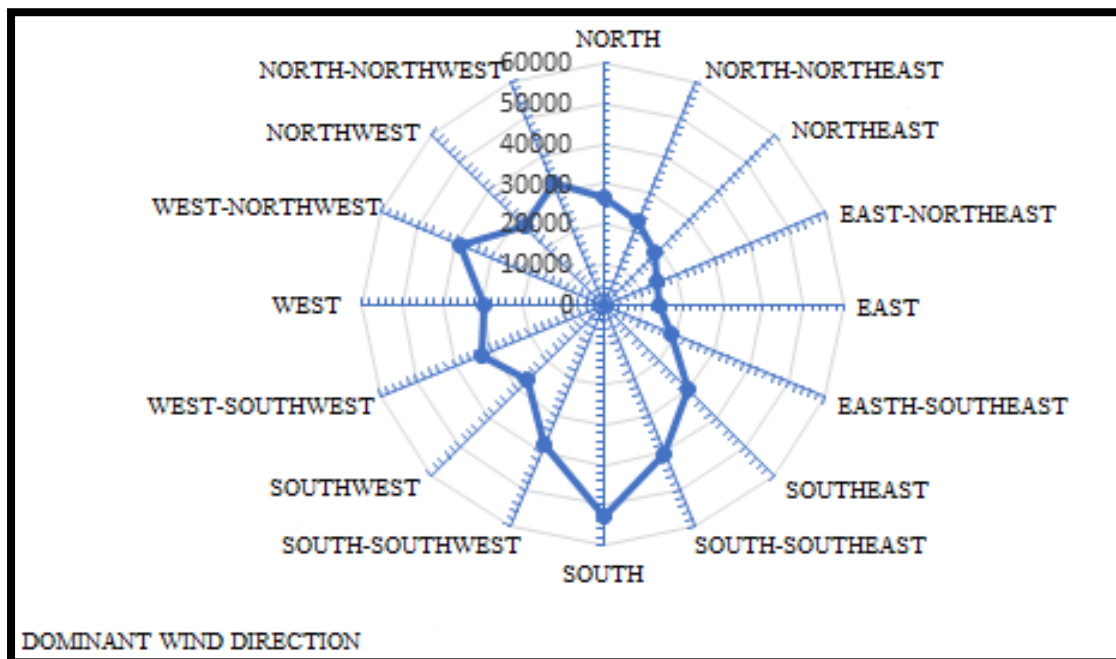 NORTH
60000
NORTH-NORTHWEST
NORTH-NORTHEAST
50000
NORTHWEST
NORTHEAST
40000
30000
WEST-NORTHWEST
EAST-NORTHEAST
20000
10000
WEST
0
EAST
WEST-SOUTHWEST
EASTH-SOUTHEAST
SOUTHWEST
SOUTHEAST
SOUTH-SOUTHWEST
SOUTH-SOUTHEAST
SOUTH
DOMINANT WIND DIRECTION